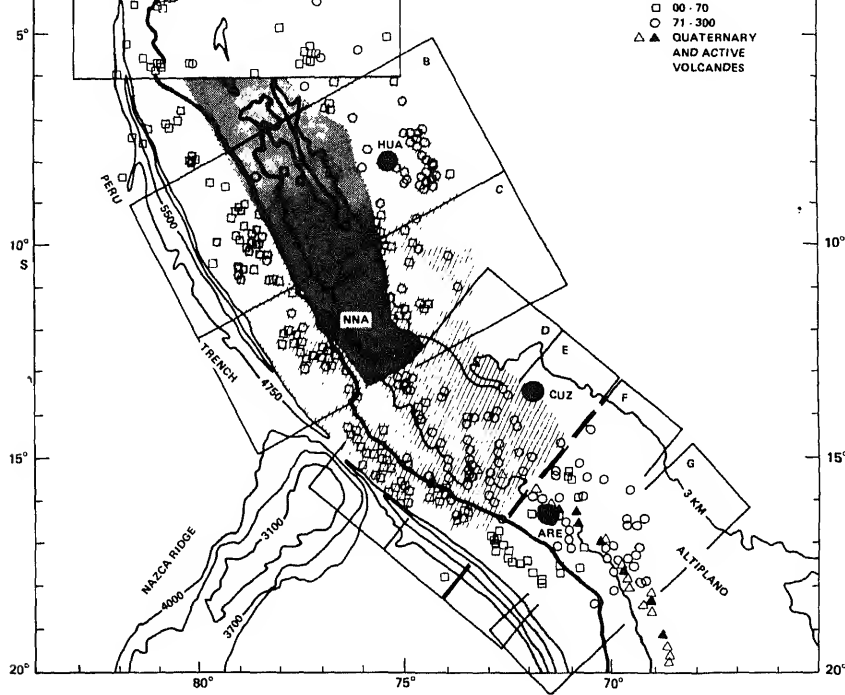 00 - 70
71 - 300
QUATERNARY
AND ACTIVE
VOLCANDES
5°
B
HUA
C
PERU
5500
10°
10°
S
NNA
D
E
TRENCH
4750
CUZ
F
G
15°
15°
3 KM
ARE
NAZCA RIDGE
3100
4000
3700
ALTIPLANO
20°
20°
80°
75°
70°